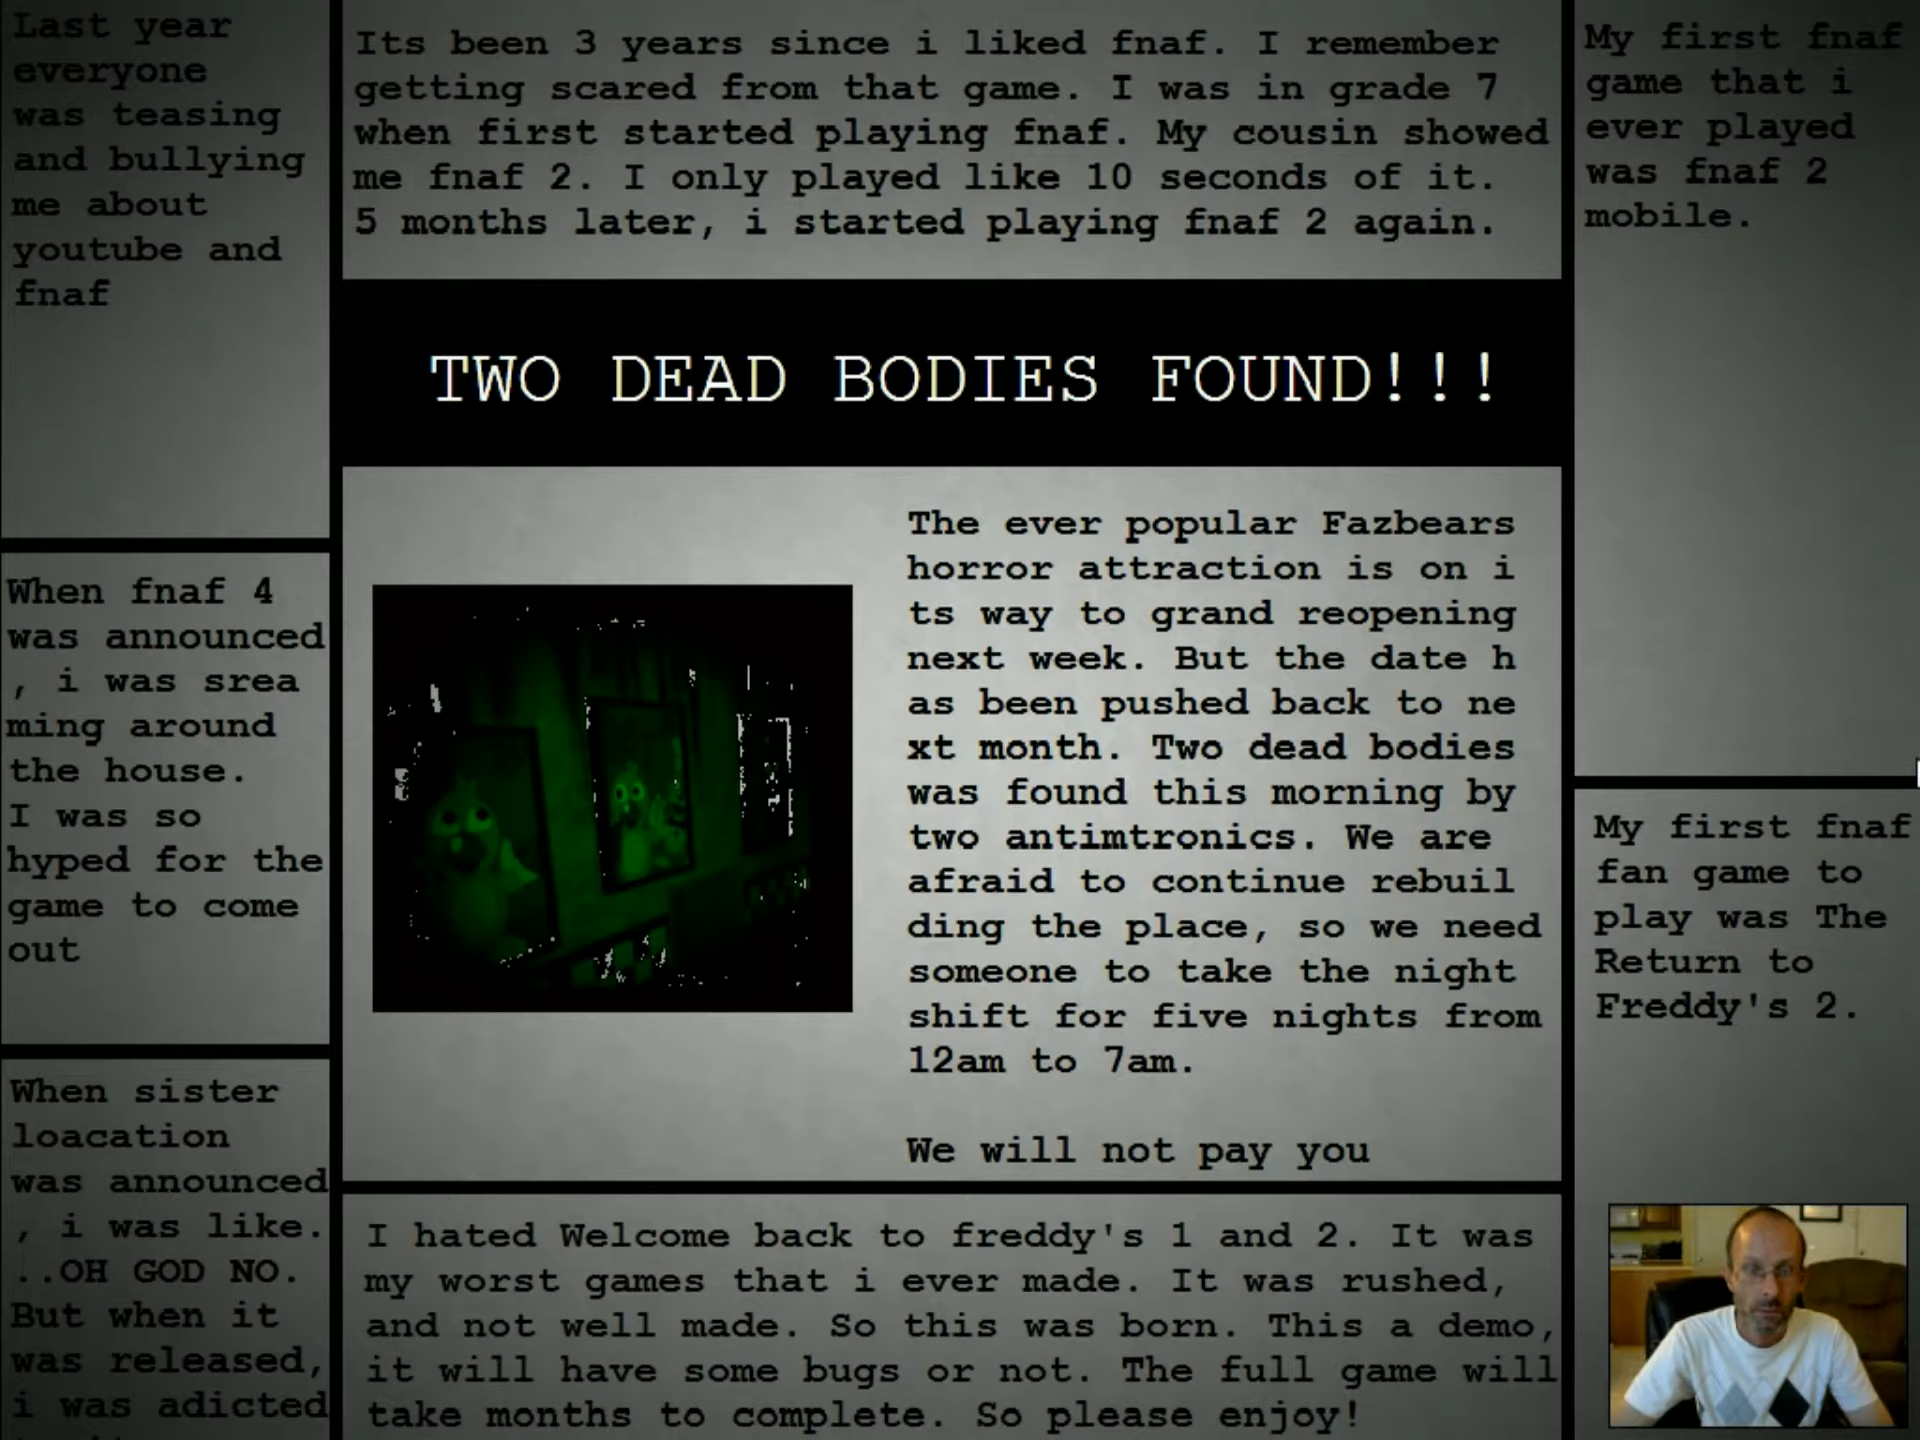 Last year
everyone
was teasing
and bullying
me about
youtube and
fnaf
When fnaf 4
was announced
, i was srea
ming around
the house.
I was so
hyped for the
game to come
out
When sister
loacation
was announced
, i was like.
..OH GOD NO.
But when it
was released,
i was adicted
Its been 3 years since i liked fnaf. I remember
getting scared from that game. I was in grade 7
when first started playing fnaf. My cousin showed
me fnaf 2. I only played like 10 seconds of it.
5 months later, i started playing fnaf 2 again.
TWO DEAD BODIES FOUND!!!
The ever popular Fazbears
horror attraction is on i
ts way to grand reopening
next week. But the date h
as been pushed back to ne
xt month. Two dead bodies
was found this morning by
two antimtronics. We are
afraid to continue rebuil
ding the place, so we need
someone to take the night
shift for five nights from
12am to 7am.
We will not pay you
I hated Welcome back to freddy's 1 and 2. It was
my worst games that i ever made. It was rushed,
and not well made. So this was born. This a demo,
it will have some bugs or not. The full game will
take months to complete. So please enjoy!
My first fnaf
game that i
ever played
was fnaf 2
mobile.
My first fnaf
fan game to
play was The
Return to
Freddy's 2.